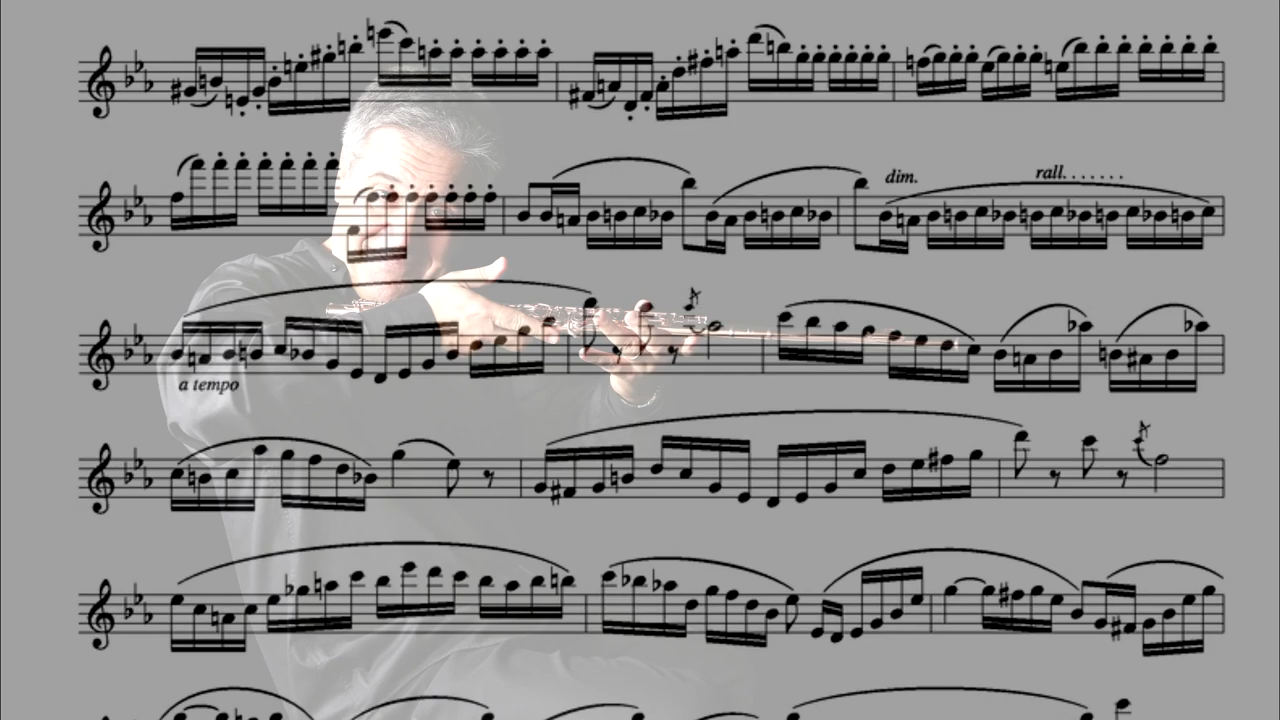 dim.
rall.......
a tempo